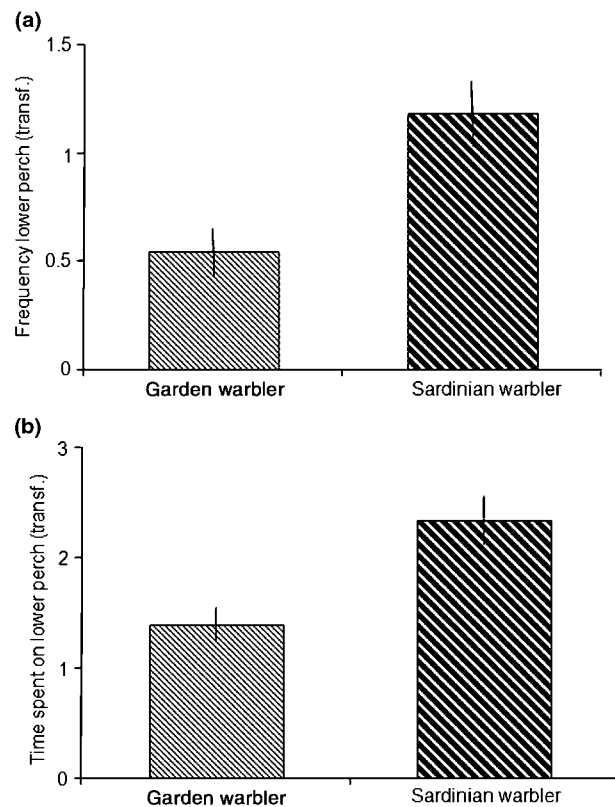 (a)
Frequency lower perch (transf.)
1.5
1
0.5
0
Garden warbler Sardinian warbler
(b)
Time spent on lower perch (transf.)
3
2
1
0
Garden warbler Sardinian warbler